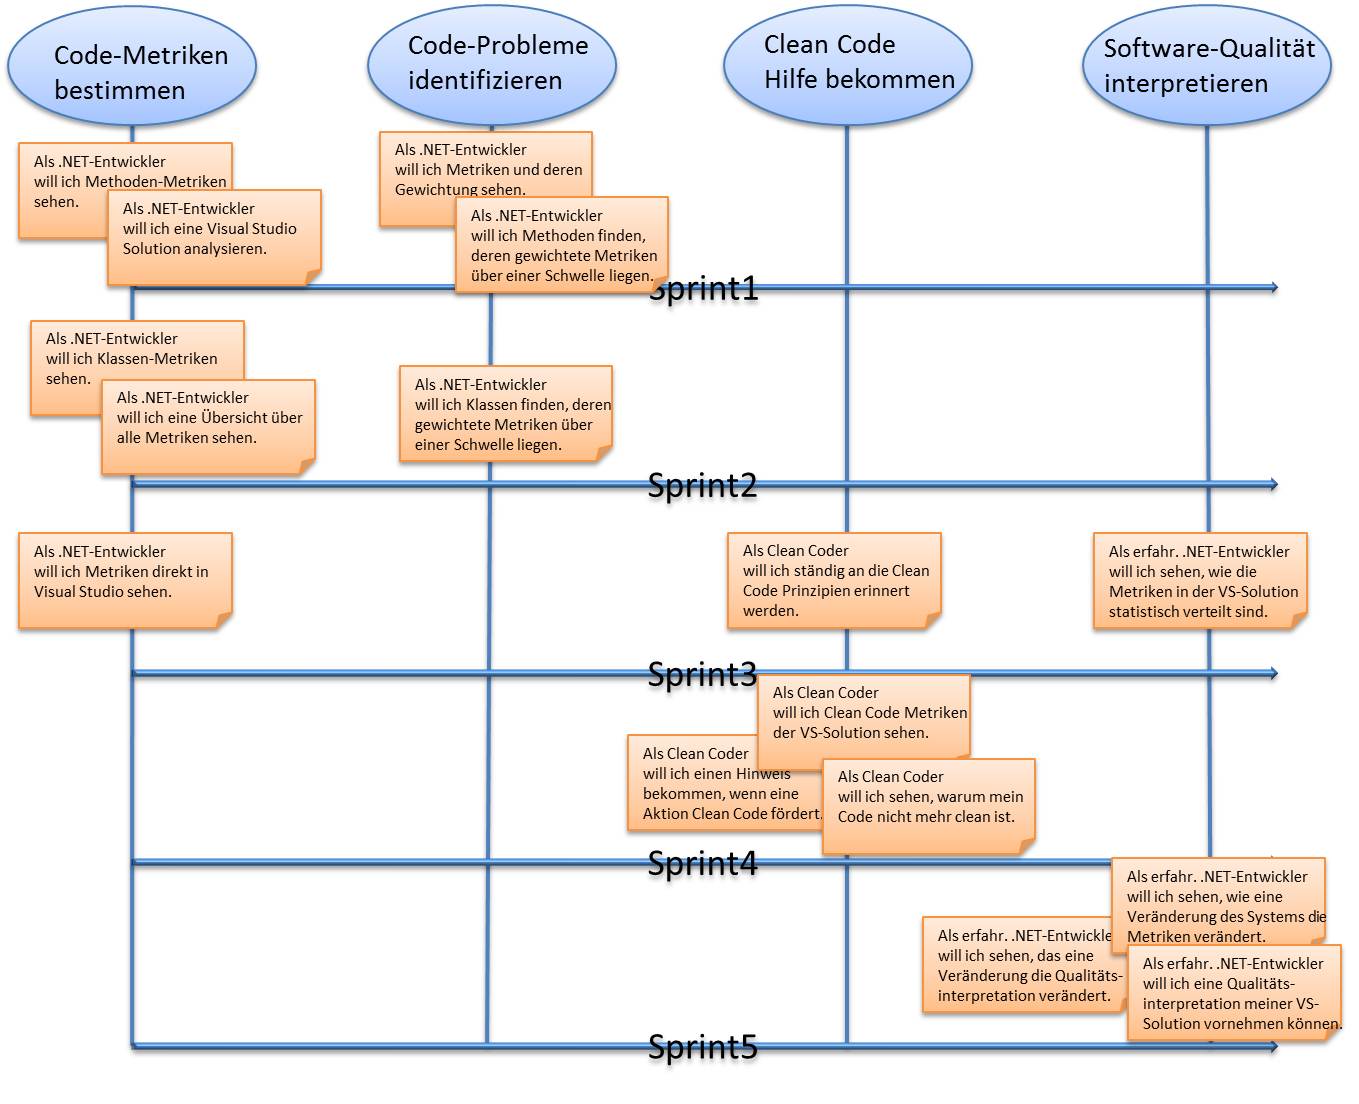 Code-Metriken
bestimmen
Code-Probleme
identifizieren
Clean Code
Hilfe bekommen
Software-Qualität
interpretieren
Als .NET-Entwickler
will ich Methoden-Metriken
sehen.
Als .NET-Entwickler
will ich eine Visual Studio
Solution analysieren.
Als .NET-Entwickler
will ich Metriken und deren
Gewichtung sehen.
Als .NET-Entwickler
will ich Methoden finden,
deren gewichtete Metriken
über einer Schwelle liegen.
Sprint1
Als .NET-Entwickler
will ich Klassen-Metriken
sehen.
Als .NET-Entwickler
will ich eine Übersicht über
alle Metriken sehen.
Als .NET-Entwickler
will ich Klassen finden, deren
gewichtete Metriken über
einer Schwelle liegen.
Sprint2
Als .NET-Entwickler
will ich Metriken direkt in
Visual Studio sehen.
Als Clean Coder
will ich ständig an die Clean
Code Prinzipien erinnert
werden.
Als erfahr. .NET-Entwickler
will ich sehen, wie die
Metriken in der VS-Solution
statistisch verteilt sind.
Sprint3
Als Clean Coder
will ich Clean Code Metriken
der VS-Solution sehen.
Als Clean Coder
will ich einen Hinweis
bekommen, wenn eine
Aktion Clean Code fördert.
Als Clean Coder
will ich sehen, warum mein
Code nicht mehr clean ist.
Sprint4
Als erfahr. .NET-Entwickler
will ich sehen, wie eine
Veränderung des Systems die
Metriken verändert.
Als erfahr. .NET-Entwickle
will ich sehen, das eine
Veränderung die Qualitäts-
interpretation verändert.
Als erfahr. .NET-Entwickler
will ich eine Qualitäts-
interpretation meiner VS-
Solution vornehmen können.
Sprint5